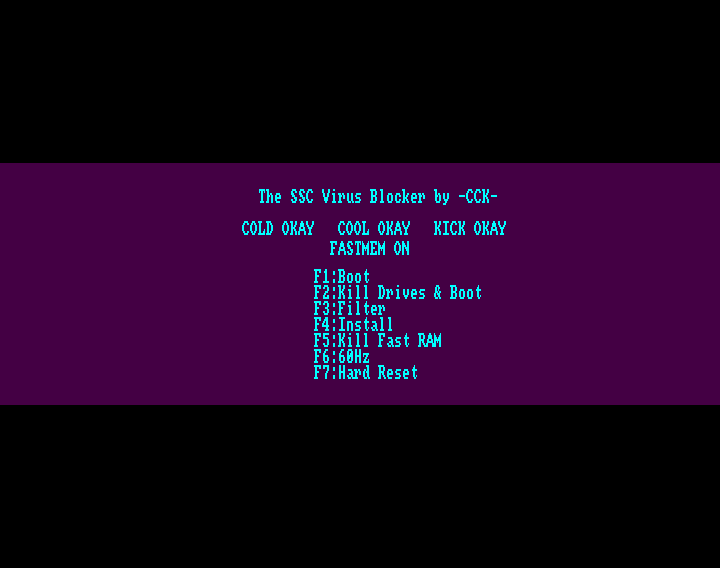 The SSC Virus Blocker by -CCK-
COLD OKAY COOL OKAY KICK OKAY
FASTMEM ON
F1:Boot
F2:Kill Drives & Boot
F3:Filter
F4:Install
F5:Kill Fast RAM
F6:60Hz
F7:Hard Reset